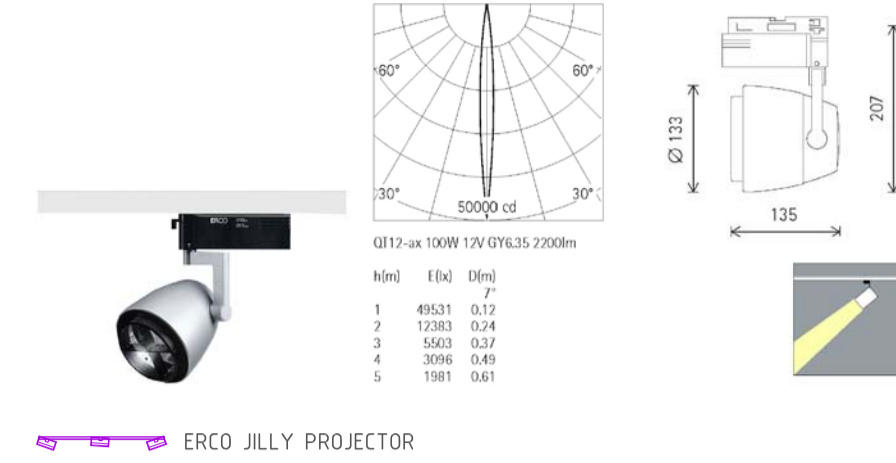 60°
60°
30°
30°
50000 cd
QT12-ax 100W 12V GY6.35 2200lm
h(m) E(lx) D(m)
7°
1 49531 0.12
2 12383 0.24
3 5503 0.37
4 3096 0.49
5 1981 0.61
Ø 133
207
135
ERCO
ERCO JILLY PROJECTOR